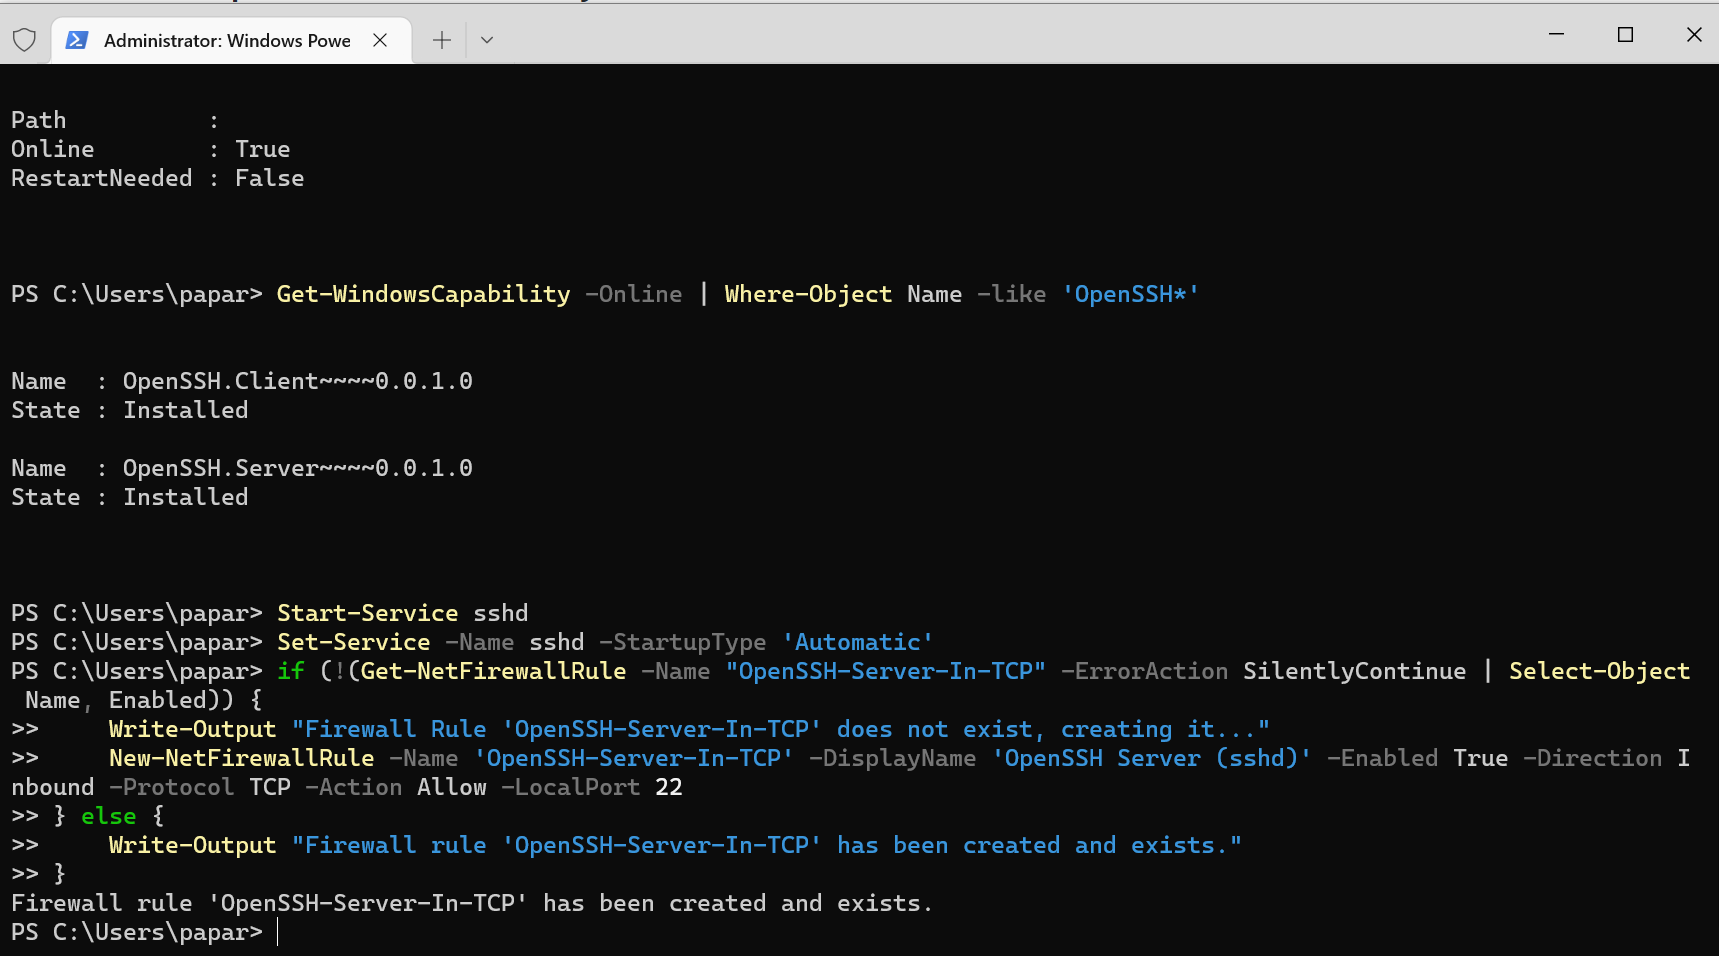 Administrator: Windows Powe
Path          :
Online        : True
RestartNeeded : False
PS C:\Users\papar> Get-WindowsCapability -Online | Where-Object Name -like 'OpenSSH*'
Name  : OpenSSH.Client~~~~0.0.1.0
State : Installed
Name  : OpenSSH.Server~~~~0.0.1.0
State : Installed
PS C:\Users\papar> Start-Service sshd
PS C:\Users\papar> Set-Service -Name sshd -StartupType 'Automatic'
PS C:\Users\papar> if (!(Get-NetFirewallRule -Name "OpenSSH-Server-In-TCP" -ErrorAction SilentlyContinue | Select-Object
 Name, Enabled)) {
>>     Write-Output "Firewall Rule 'OpenSSH-Server-In-TCP' does not exist, creating it..."
>>     New-NetFirewallRule -Name 'OpenSSH-Server-In-TCP' -DisplayName 'OpenSSH Server (sshd)' -Enabled True -Direction I
nbound -Protocol TCP -Action Allow -LocalPort 22
>> } else {
>>     Write-Output "Firewall rule 'OpenSSH-Server-In-TCP' has been created and exists."
>> }
Firewall rule 'OpenSSH-Server-In-TCP' has been created and exists.
PS C:\Users\papar>